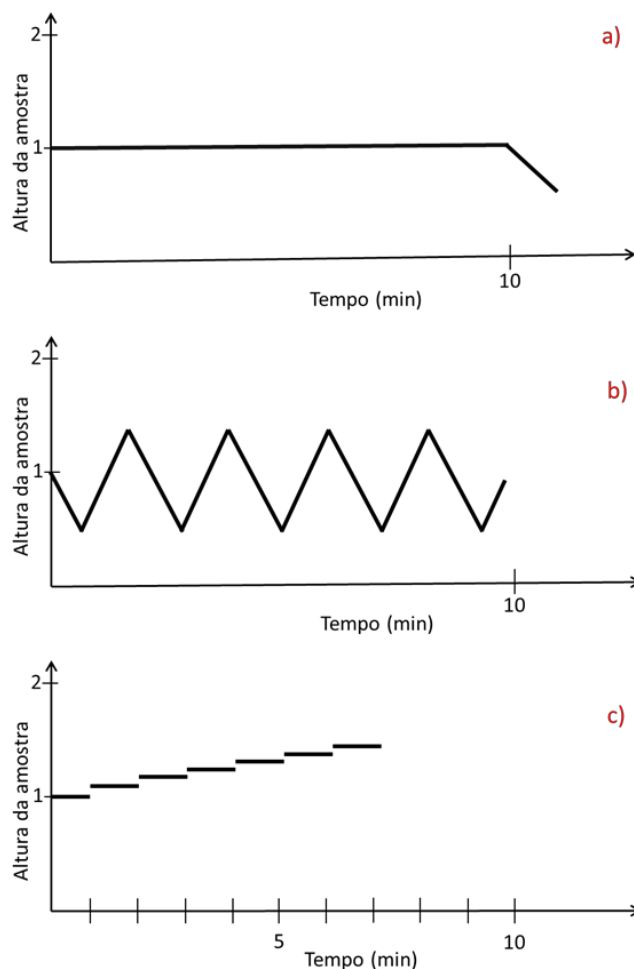 2
a)
1
Altura da amostra
10
Tempo (min)
2
b)
1
Altura da amostra
10
Tempo (min)
2
c)
1
Altura da amostra
5 10
Tempo (min)